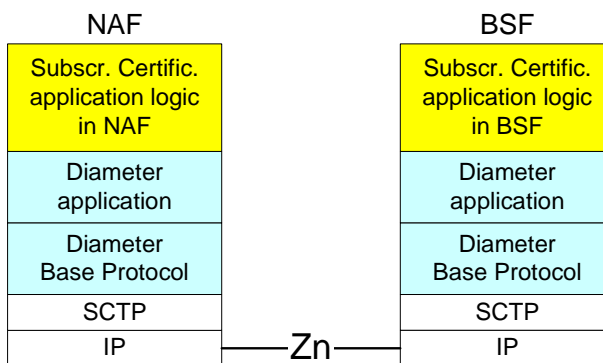 NAF
BSF
Subscr. Certific.
application logic
in NAF
Subscr. Certific.
application logic
in BSF
Diameter
application
Diameter
application
Diameter
Base Protocol
Diameter
Base Protocol
SCTP
SCTP
IP
Zn
IP